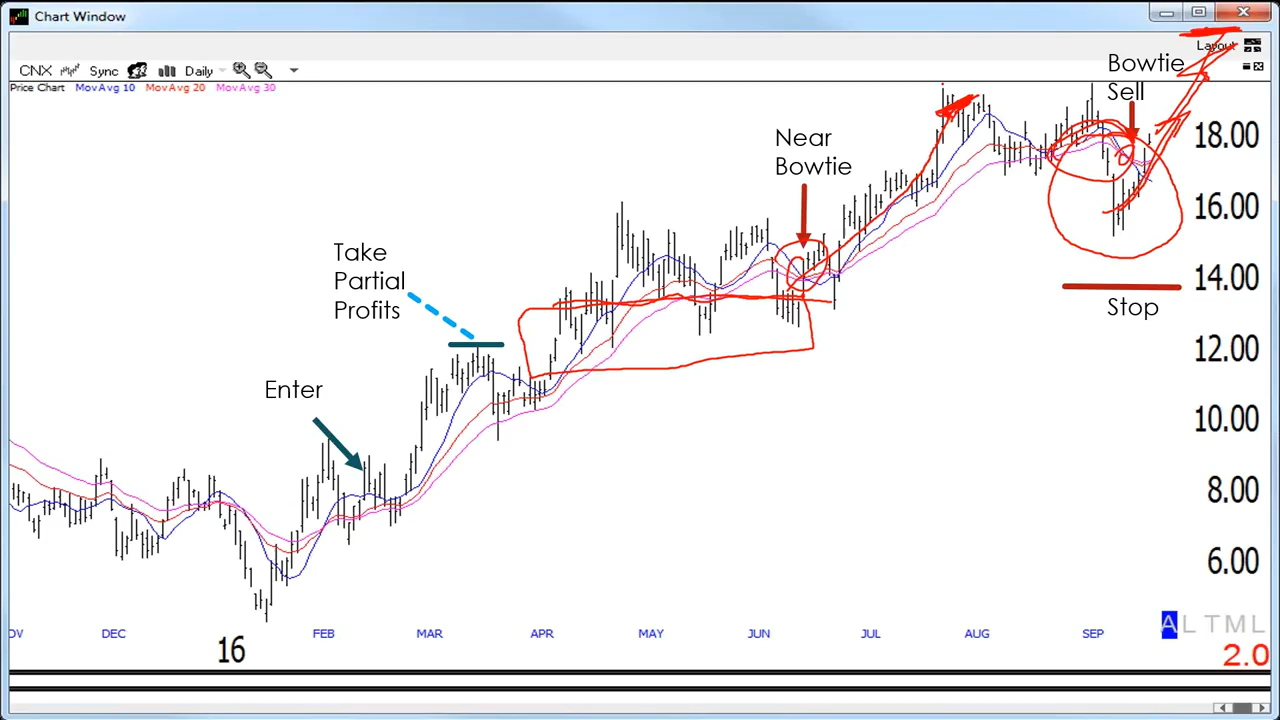 Chart Window
Layout
CNX Sync Daily
Price Chart MovAvg 10 MovAvg 20 MovAvg 30
Bowtie
Sell
18.00
Near
Bowtie
16.00
Take
Partial
Profits
14.00
Stop
12.00
Enter
10.00
8.00
6.00
OV DEC FEB MAR APR MAY JUN JUL AUG SEP
16
A L T M L
2.0